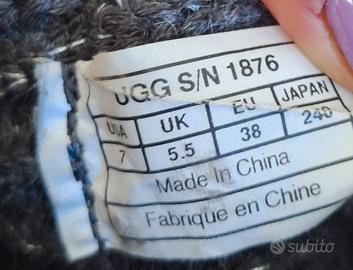 UGG S/N 1876
USA UK EU JAPAN
7 5.5 38 240
Made In China
Fabrique en Chine
subito